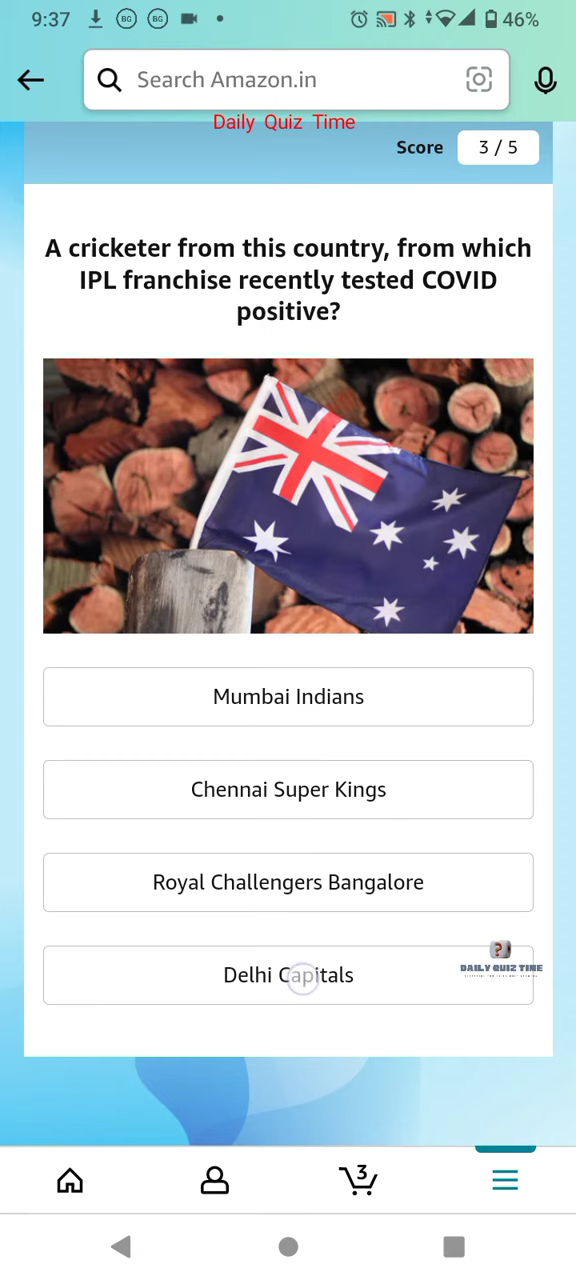 9:37
BG
BG
46%
Search Amazon.in
Daily Quiz Time
Score
3 / 5
A cricketer from this country, from which
IPL franchise recently tested COVID
positive?
Mumbai Indians
Chennai Super Kings
Royal Challengers Bangalore
Delhi Capitals
?
DAILY QUIZ TIME
3